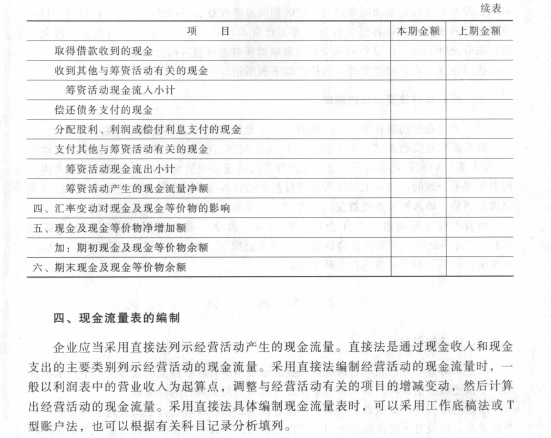 续表
项 目 本期金额 上期金额
取得借款收到的现金
收到其他与筹资活动有关的现金
筹资活动现金流入小计
偿还债务支付的现金
分配股利、利润或偿付利息支付的现金
支付其他与筹资活动有关的现金
筹资活动现金流出小计
筹资活动产生的现金流量净额
四、汇率变动对现金及现金等价物的影响
五、现金及现金等价物净增加额
加：期初现金及现金等价物余额
六、期末现金及现金等价物余额
四、现金流量表的编制
企业应当采用直接法列示经营活动产生的现金流量。直接法是通过现金收入和现金
支出的主要类别列示经营活动的现金流量。采用直接法编制经营活动的现金流量时，一
般以利润表中的营业收入为起算点，调整与经营活动有关的项目的增减变动，然后计算
出经营活动的现金流量。采用直接法具体编制现金流量表时，可以采用工作底稿法或 T
型账户法，也可以根据有关科目记录分析填列。